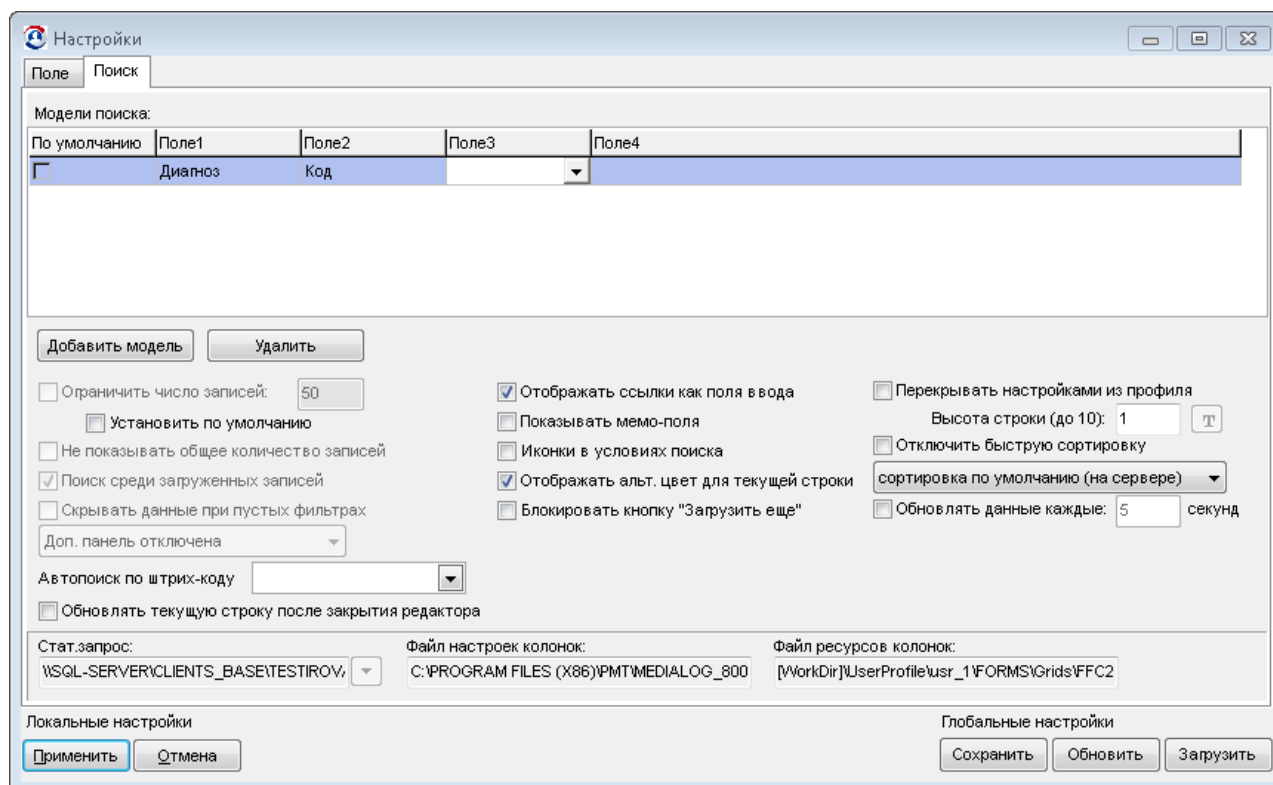 Настройки
Поле Поиск
Модели поиска:
По умолчанию Поле1 Поле2 Поле3 Поле4
Диагноз Код
Добавить модель Удалить
Ограничить число записей: 50 Отображать ссылки как поля ввода Перекрывать настройками из профиля
Установить по умолчанию Показывать мемо-поля Высота строки (до 10): 1 T
Не показывать общее количество записей Иконки в условиях поиска Отключить быструю сортировку
Поиск среди загруженных записей Отображать альт. цвет для текущей строки сортировка по умолчанию (на сервере)
Скрывать данные при пустых фильтрах Блокировать кнопку "Загрузить еще" Обновлять данные каждые: 5 секунд
Доп. панель отключена
Автопоиск по штрих-коду
Обновлять текущую строку после закрытия редактора
Стат.запрос: Файл настроек колонок: Файл ресурсов колонок:
\\SQL-SERVER\CLIENTS_BASE\TESTIROV C:\PROGRAM FILES (X86)\PMT\MEDIALOG_800 [WorkDir]\UserProfile\usr_1\FORMS\Grids\FFC2
Локальные настройки Глобальные настройки
Применить Отмена Сохранить Обновить Загрузить